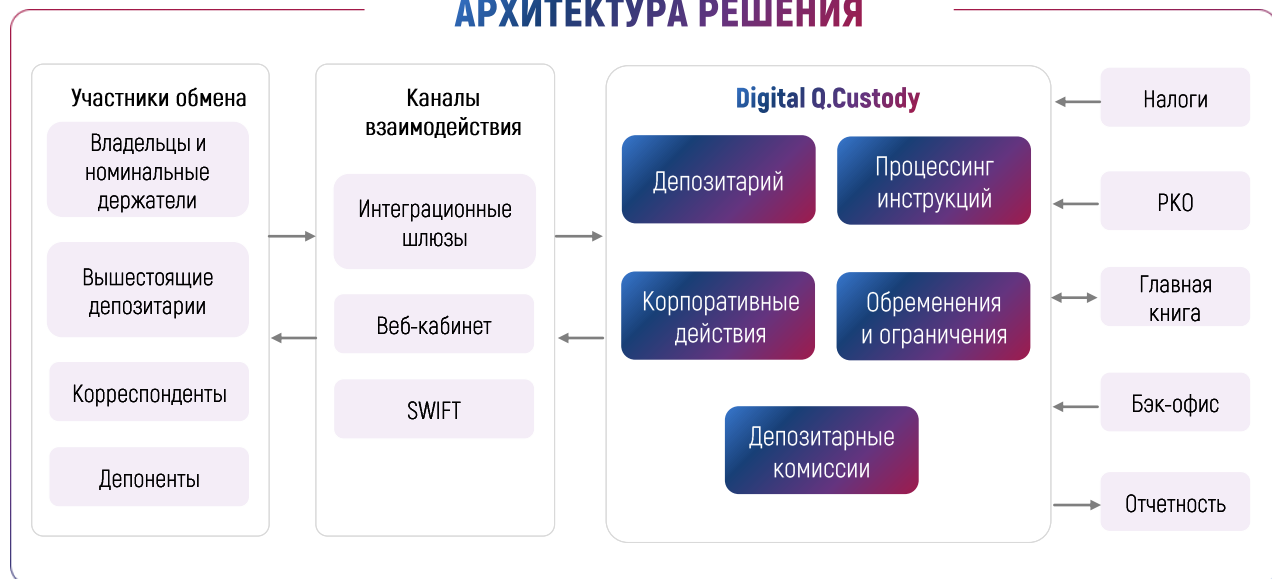 АРХИТЕКТУРА РЕШЕНИЯ
Участники обмена
Владельцы и
номинальные
держатели
Вышестоящие
депозитарии
Корреспонденты
Депоненты
Каналы
взаимодействия
Интеграционные
шлюзы
Веб-кабинет
SWIFT
Digital Q.Custody
Депозитарий
Процессинг
инструкций
Корпоративные
действия
Обременения
и ограничения
Депозитарные
комиссии
Налоги
РКО
Главная
книга
Бэк-офис
Отчетность